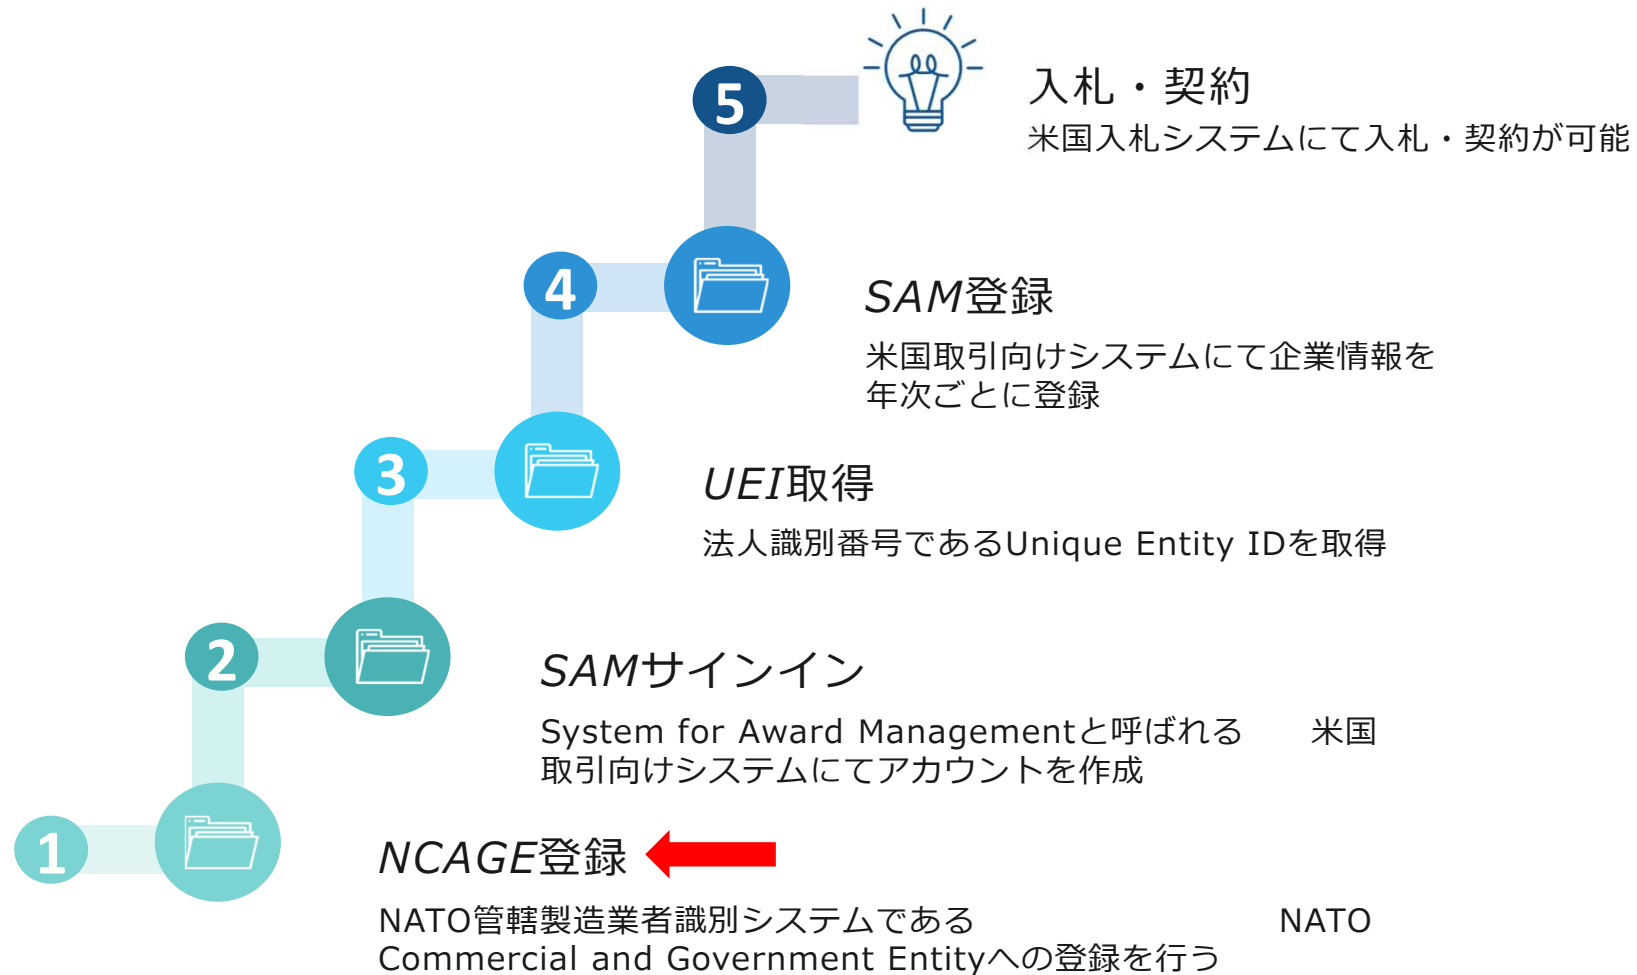 5
入札・契約
米国入札システムにて入札・契約が可能
4
SAM登録
米国取引向けシステムにて企業情報を
年次ごとに登録
3
UEI取得
法人識別番号であるUnique Entity IDを取得
2
SAMサインイン
System for Award Managementと呼ばれる　　米国
取引向けシステムにてアカウントを作成
1
NCAGE登録
NATO管轄製造業者識別システムである　　　　　　　　　NATO
Commercial and Government Entityへの登録を行う